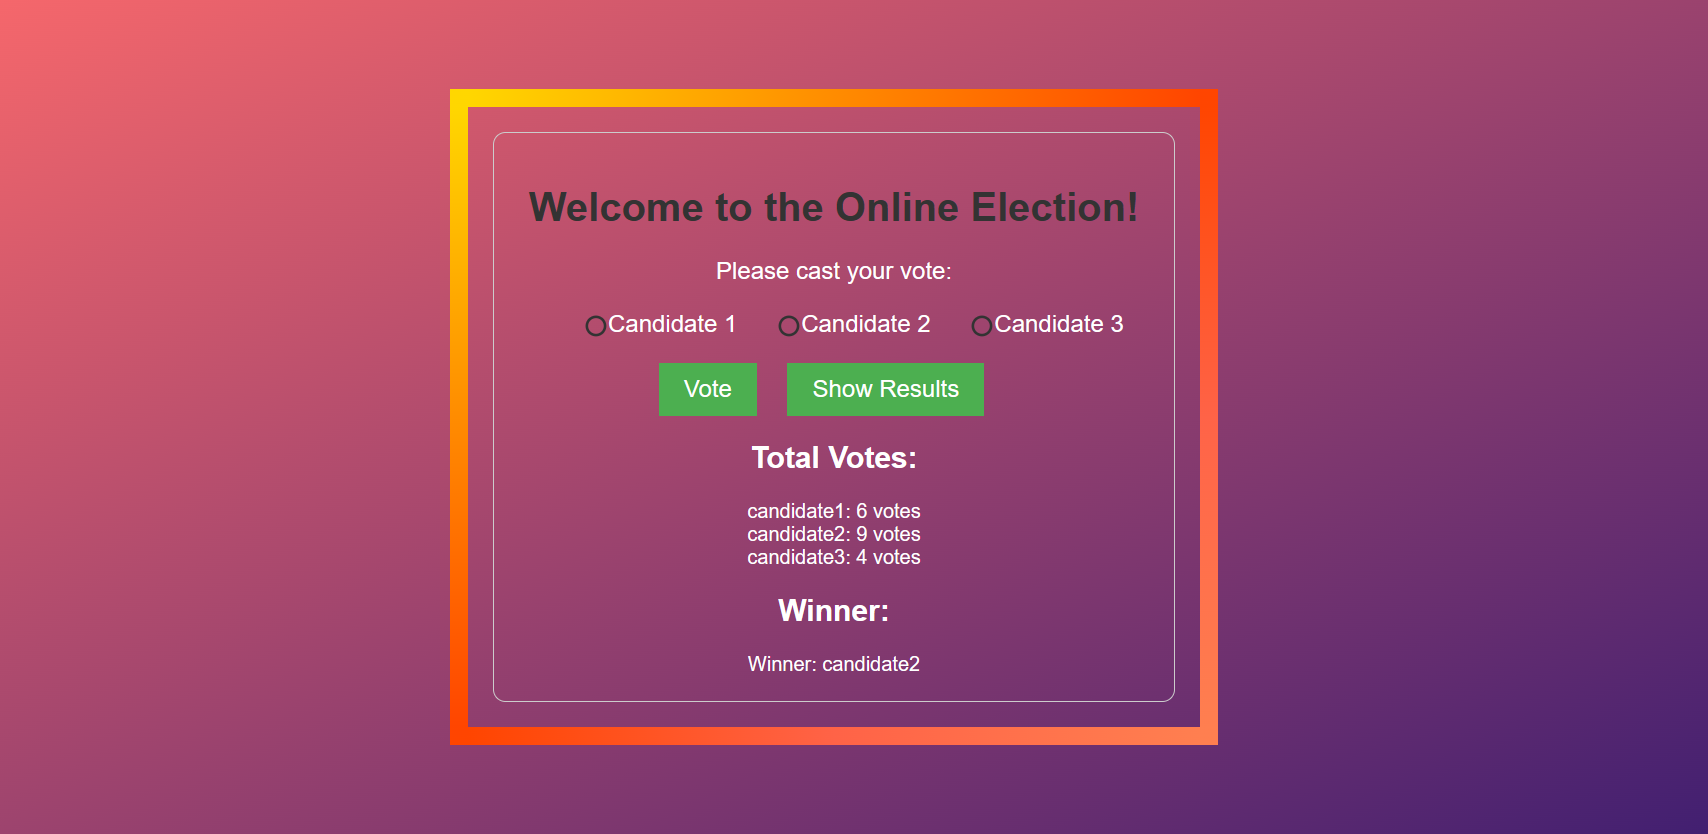 Welcome to the Online Election!
Please cast your vote:
Candidate 1 Candidate 2 Candidate 3
Vote Show Results
Total Votes:
candidate1: 6 votes
candidate2: 9 votes
candidate3: 4 votes
Winner:
Winner: candidate2